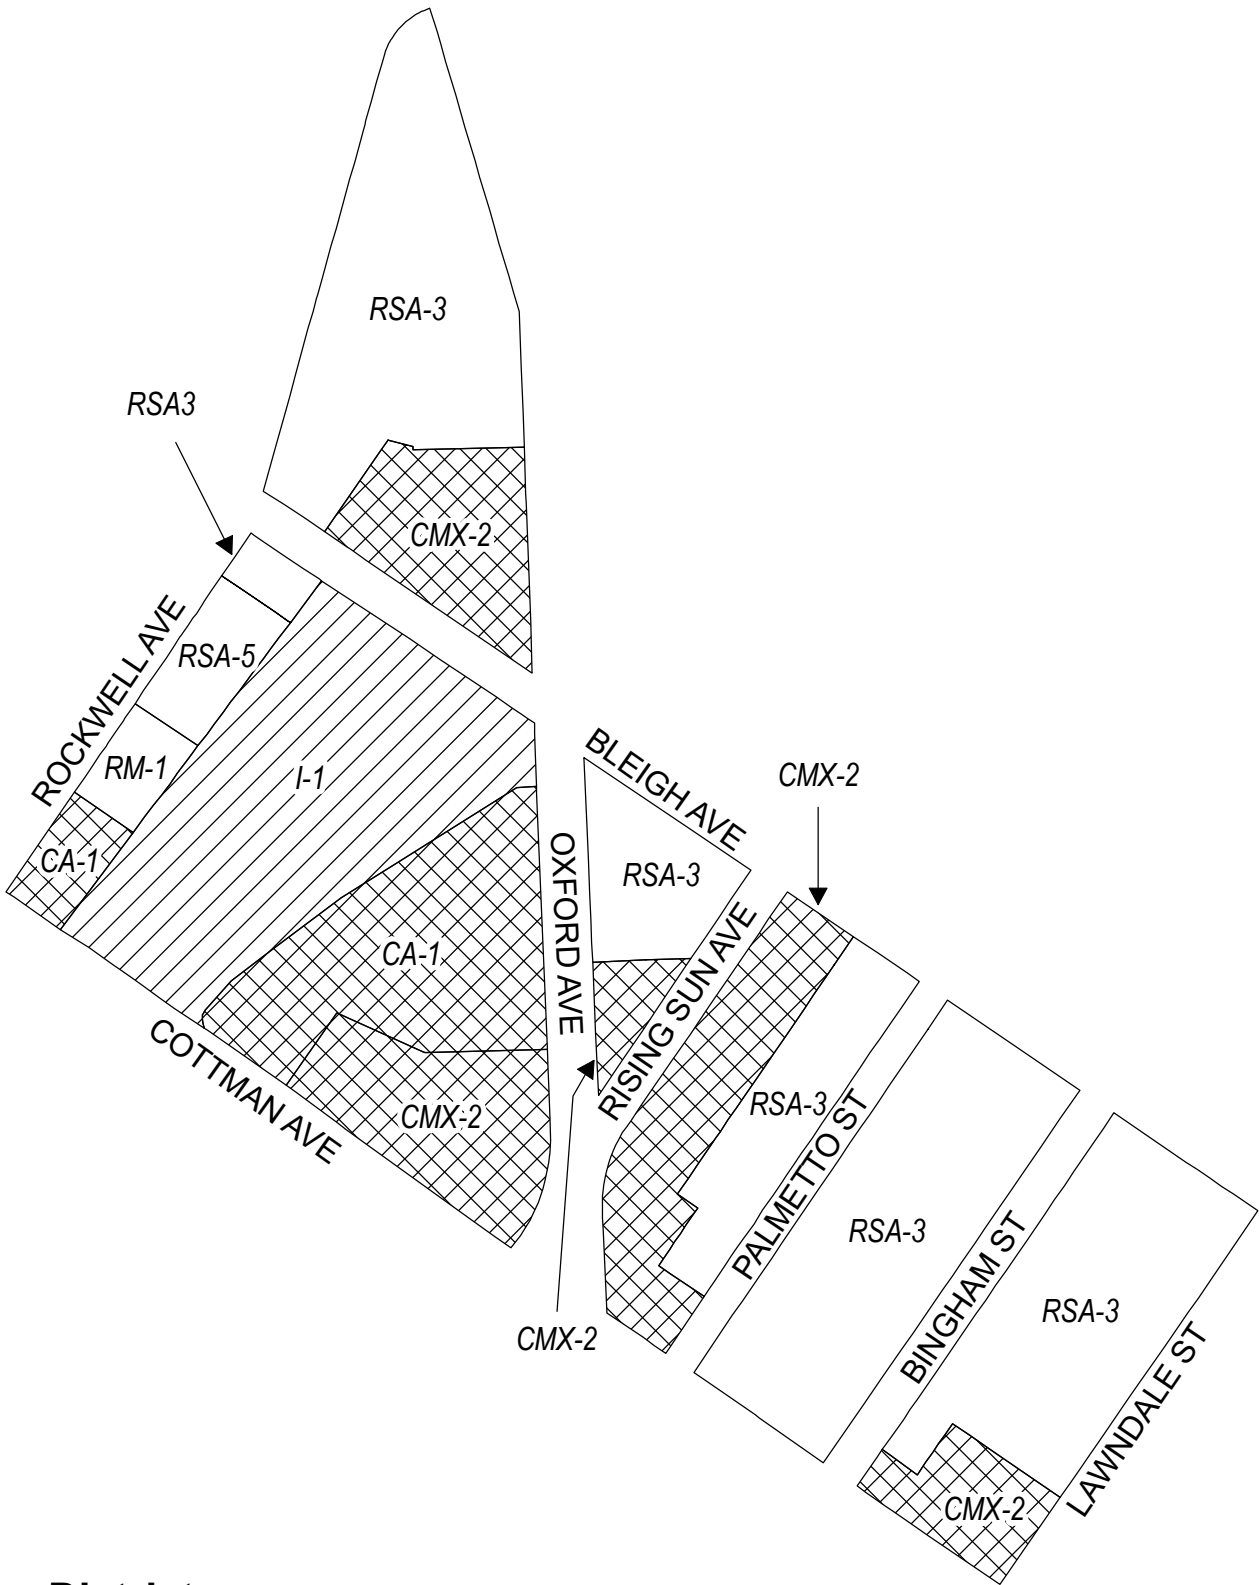 RSA-3
RSA3
CMX-2
ROCKWELL AVE
RSA-5
RM-1
I-1
CA-1
BLEIGH AVE
CMX-2
OXFORD AVE
RSA-3
CA-1
RISING SUN AVE
COTTMAN AVE
CMX-2
RSA-3
PALMETTO ST
CMX-2
RSA-3
BINGHAM ST
RSA-3
LAWNDALE ST
CMX-2